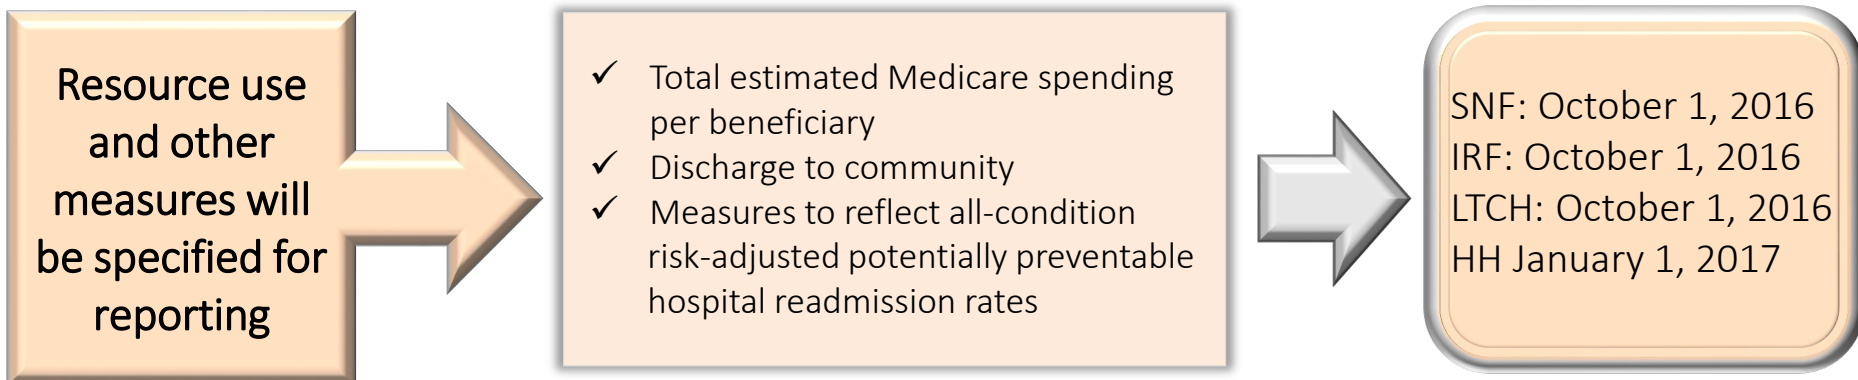 Resource use
and other
measures will
be specified for
reporting
✓ Total estimated Medicare spending
per beneficiary
✓ Discharge to community
✓ Measures to reflect all-condition
risk-adjusted potentially preventable
hospital readmission rates
SNF: October 1, 2016
IRF: October 1, 2016
LTCH: October 1, 2016
HH January 1, 2017